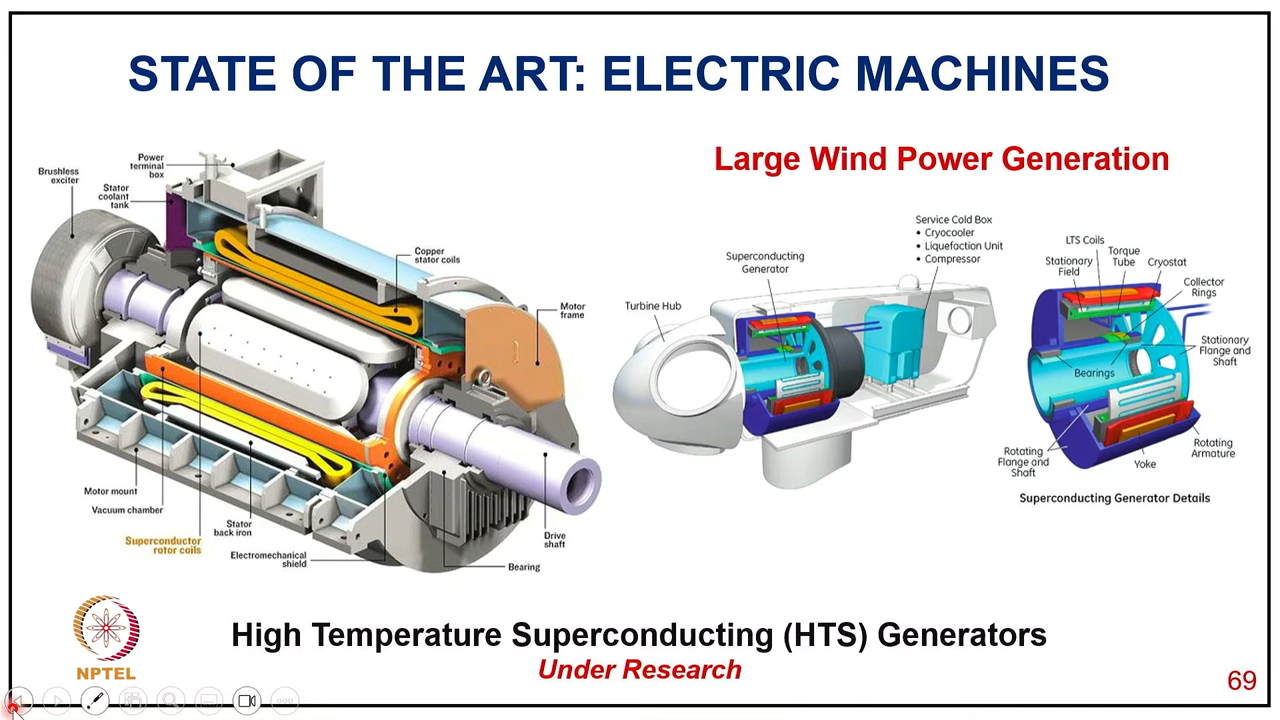 STATE OF THE ART: ELECTRIC MACHINES
Brushless
exciter
Power
terminal
box
Stator
coolant
tank
Copper
stator coils
Motor
frame
Motor mount
Vacuum chamber
Superconductor
rotor coils
Stator
back iron
Electromechanical
shield
Drive
shaft
Bearing
Large Wind Power Generation
Turbine Hub
Superconducting
Generator
Service Cold Box
• Cryocooler
• Liquefaction Unit
• Compressor
LTS Coils
Stationary
Field
Torque
Tube
Cryostat
Collector
Rings
Stationary
Flange and
Shaft
Bearings
Rotating
Flange and
Shaft
Yoke
Rotating
Armature
Superconducting Generator Details
High Temperature Superconducting (HTS) Generators
Under Research
NPTEL
69